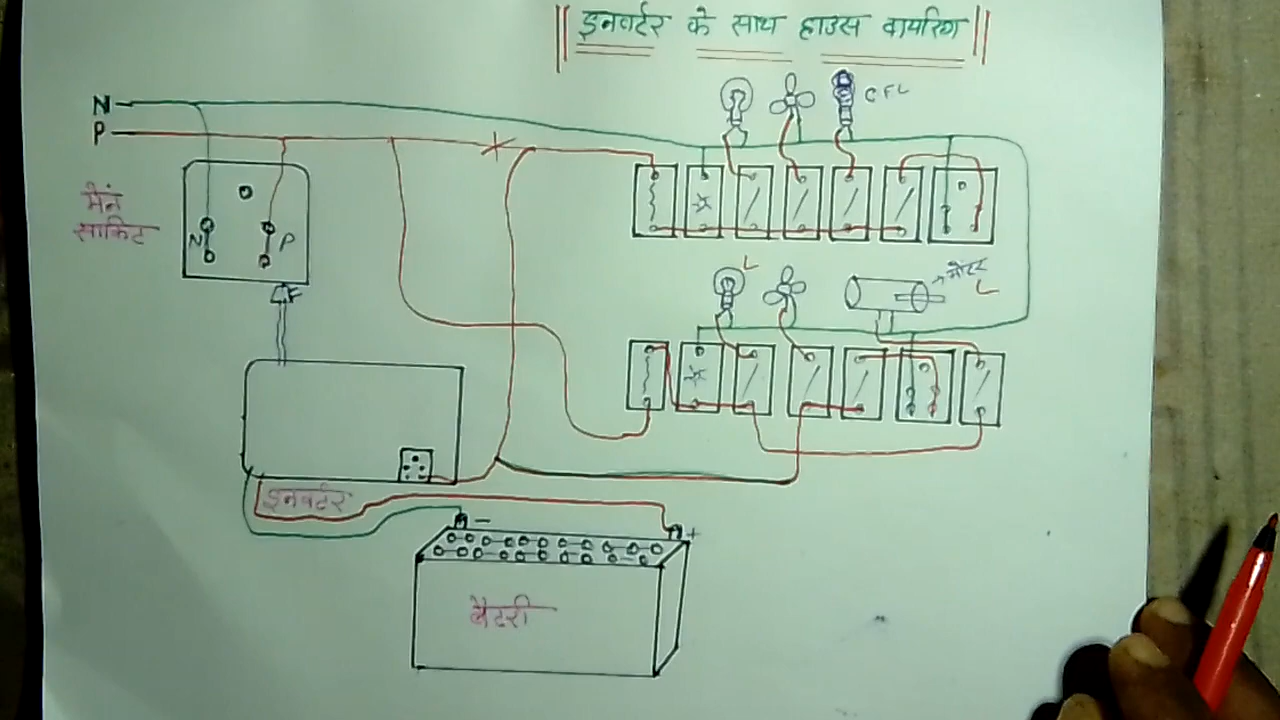 || इनवर्टर के साथ हाउस वायरिंग ||
N
P
CFL
मेनं
साकिट
N
P
L
मोटर
L
इनवर्टर
-
+
बैटरी